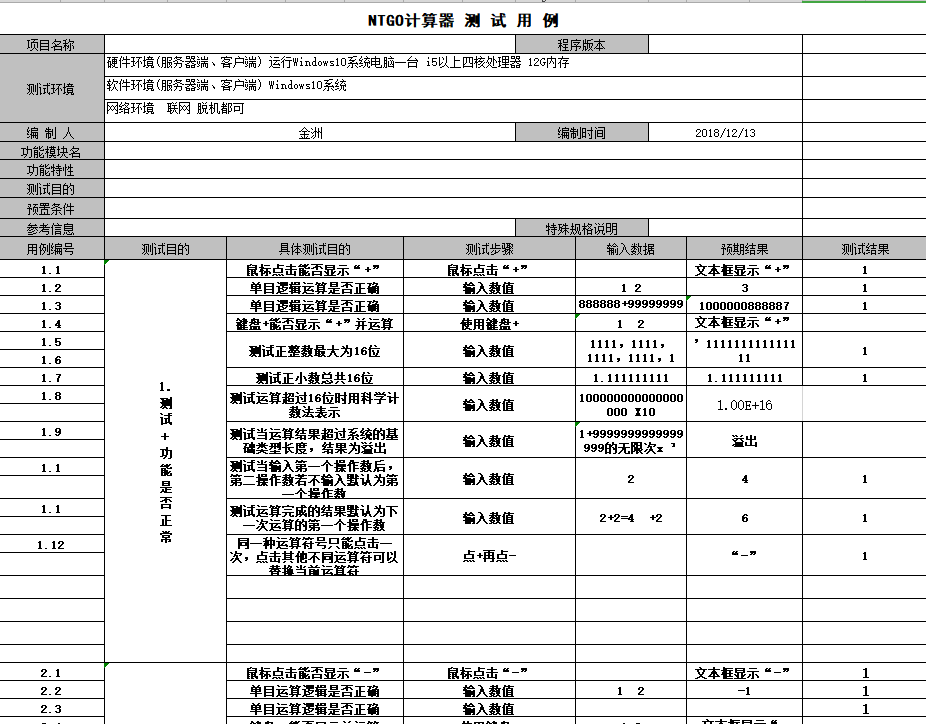 NTGO计算器 测 试 用 例
项目名称 程序版本
测试环境
硬件环境(服务器端、客户端) 运行Windows10系统电脑一台 i5以上四核处理器 12G内存
软件环境(服务器端、客户端) Windows10系统
网络环境 联网 脱机都可
编 制 人 金洲 编制时间 2018/12/13
功能模块名
功能特性
测试目的
预置条件
参考信息 特殊规格说明
用例编号 测试目的 具体测试目的 测试步骤 输入数据 预期结果 测试结果
1.测试+功能是否正常
1.1 鼠标点击能否显示“+” 鼠标点击“+” 文本框显示“+” 1
1.2 单目逻辑运算是否正确 输入数值 1 2 3 1
1.3 单目逻辑运算是否正确 输入数值 888888+99999999 1000000888887 1
1.4 键盘+能否显示“+”并运算 使用键盘+ 1 2 文本框显示“+”
1.5
1.6
测试正整数最大为16位 输入数值 1111,1111,
1111,1111,1
’1111111111111
11
1
1.7 测试正小数总共16位 输入数值 1.111111111 1.111111111 1
1.8 测试运算超过16位时用科学计
数法表示
输入数值 100000000000000
000 X10
1.00E+16
1.9 测试当运算结果超过系统的基
础类型长度，结果为溢出
输入数值 1+9999999999999
999的无限次x ²
溢出
1.1 测试当输入第一个操作数后，
第二操作数若不输入默认为第
一个操作数
输入数值 2 4 1
1.1 测试运算完成的结果默认为下
一次运算的第一个操作数
输入数值 2+2=4 +2 6 1
1.12 同一种运算符号只能点击一
次，点击其他不同运算符可以
替换当前运算符
点+再点- “-” 1
2.1 鼠标点击能否显示“-” 鼠标点击“-” 文本框显示“-” 1
2.2 单目运算逻辑是否正确 输入数值 1 2 -1 1
2.3 单目运算逻辑是否正确 输入数值 1